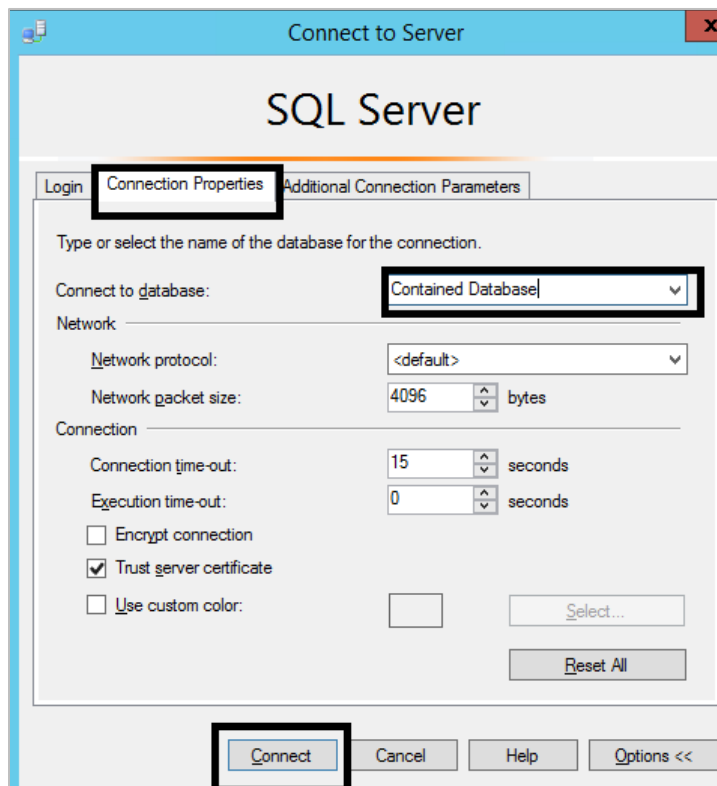 Connect to Server
x
SQL Server
Login Connection Properties Additional Connection Parameters
Type or select the name of the database for the connection.
Connect to database: Contained Database
Network
Network protocol: <default>
Network packet size: 4096 bytes
Connection
Connection time-out: 15 seconds
Execution time-out: 0 seconds
Encrypt connection
Trust server certificate
Use custom color: Select...
Reset All
Connect Cancel Help Options <<